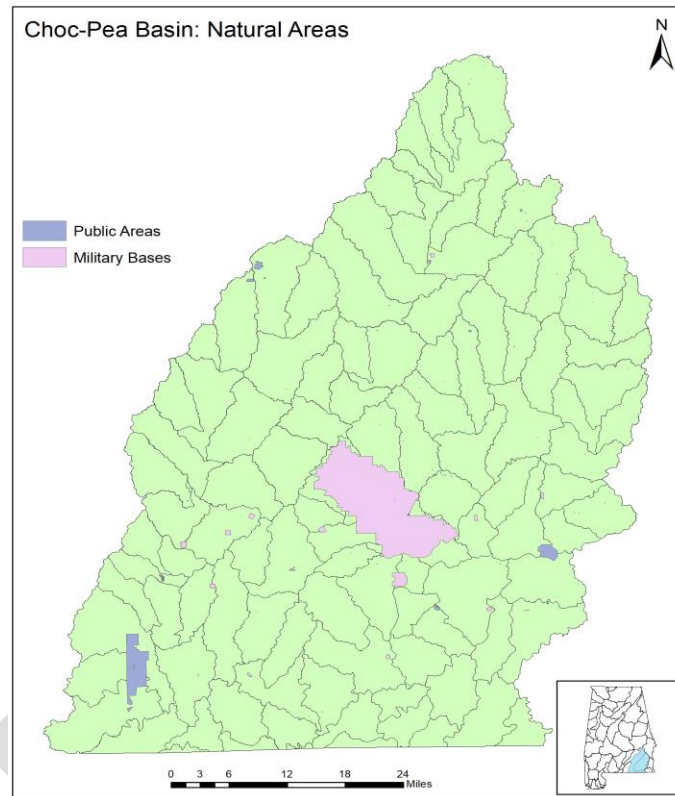 Choc-Pea Basin: Natural Areas
N
Public Areas
Military Bases
0 3 6 12 18 24
Miles